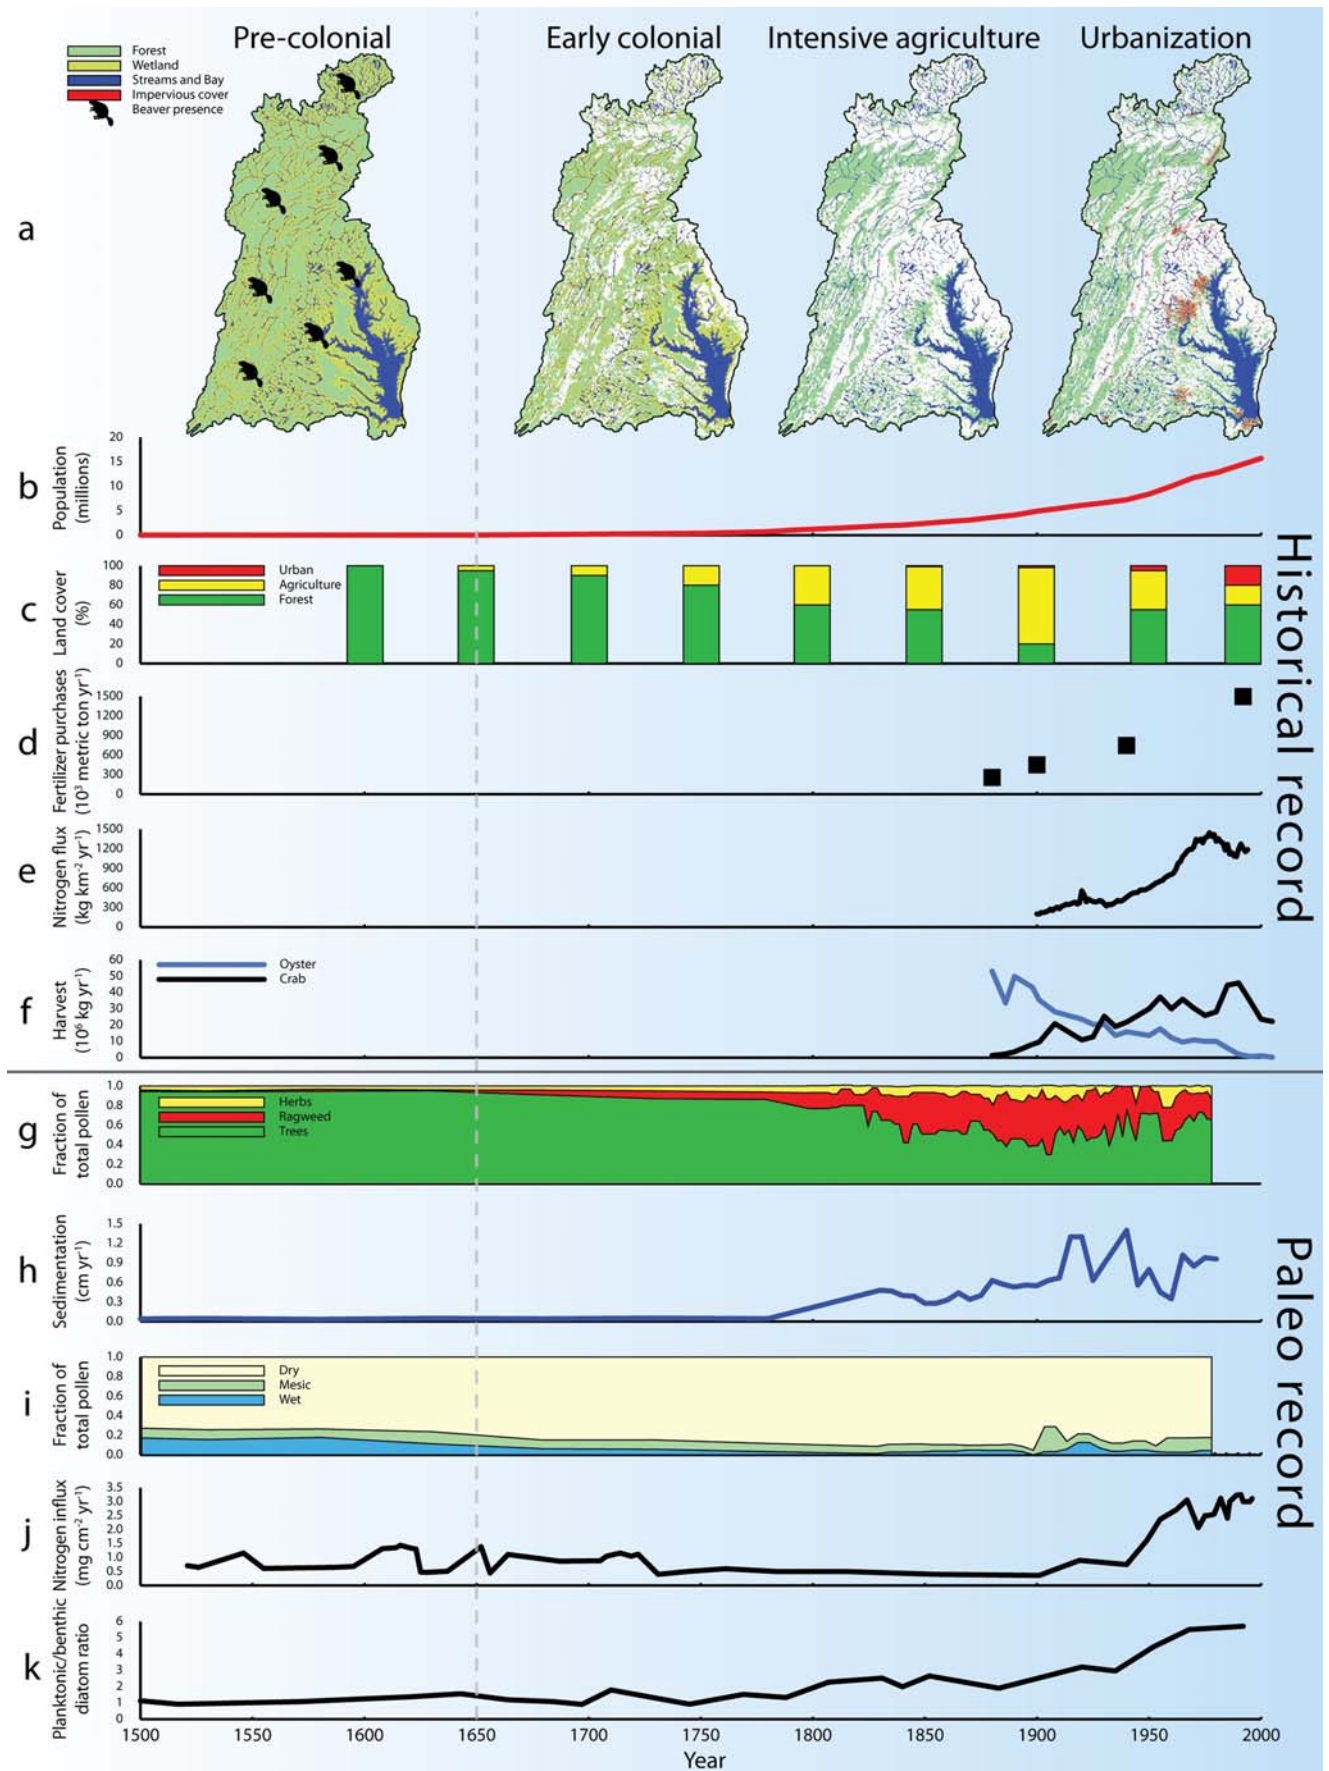 Pre-colonial Early colonial Intensive agriculture Urbanization
Forest
Wetland
Streams and Bay
Impervious cover
Beaver presence
a
b
Population
(millions)
20
15
10
5
0
c
Land cover
(%)
100
80
60
40
20
0
Urban
Agriculture
Forest
d
Fertilizer purchases
(10³ metric ton yr⁻¹)
1500
1200
900
600
300
0
e
Nitrogen flux
(kg km⁻² yr⁻¹)
1500
1200
900
600
300
0
f
Harvest
(10⁶ kg yr⁻¹)
60
50
40
30
20
10
0
Oyster
Crab
Historical record
g
Fraction of
total pollen
1.0
0.8
0.6
0.4
0.2
0.0
Herbs
Ragweed
Trees
h
Sedimentation
(cm yr⁻¹)
1.5
1.2
0.9
0.6
0.3
0.0
i
Fraction of
total pollen
1.0
0.8
0.6
0.4
0.2
0.0
Dry
Mesic
Wet
j
Nitrogen influx
(mg cm⁻² yr⁻¹)
3.5
3.0
2.5
2.0
1.5
1.0
0.5
0.0
k
Planktonic/benthic
diatom ratio
6
5
4
3
2
1
0
Paleo record
1500 1550 1600 1650 1700 1750 1800 1850 1900 1950 2000
Year